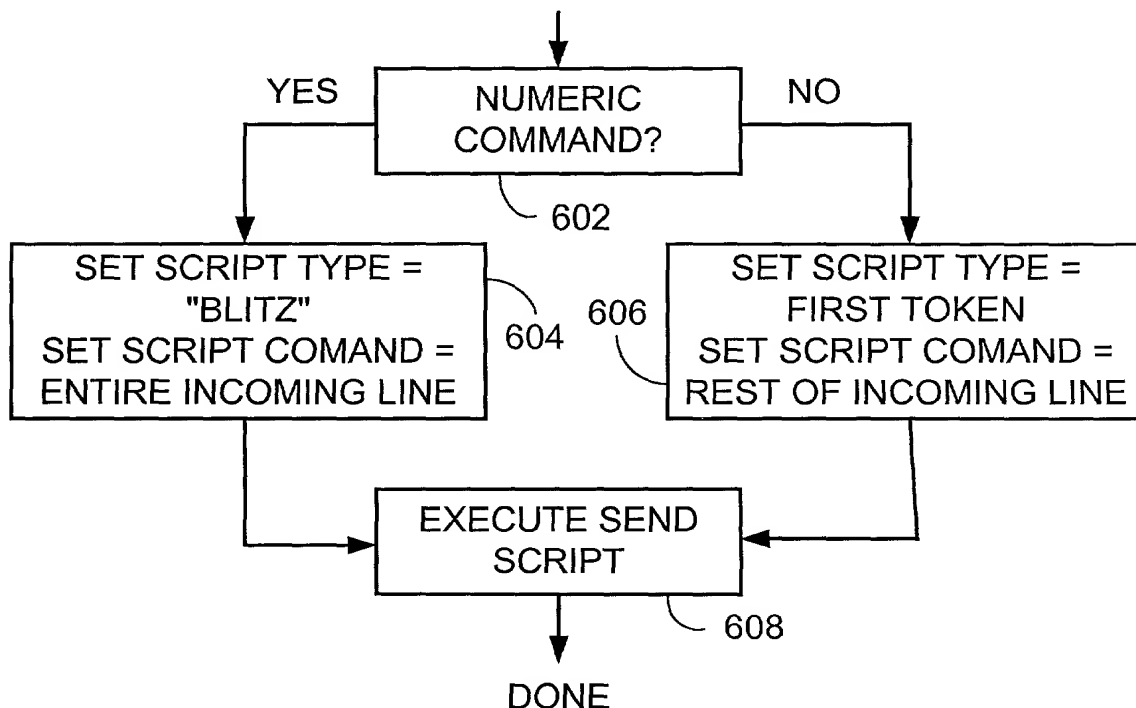 YES
NUMERIC
COMMAND?
NO
602
SET SCRIPT TYPE =
"BLITZ"
SET SCRIPT COMAND =
ENTIRE INCOMING LINE
604
606
SET SCRIPT TYPE =
FIRST TOKEN
SET SCRIPT COMAND =
REST OF INCOMING LINE
EXECUTE SEND
SCRIPT
608
DONE